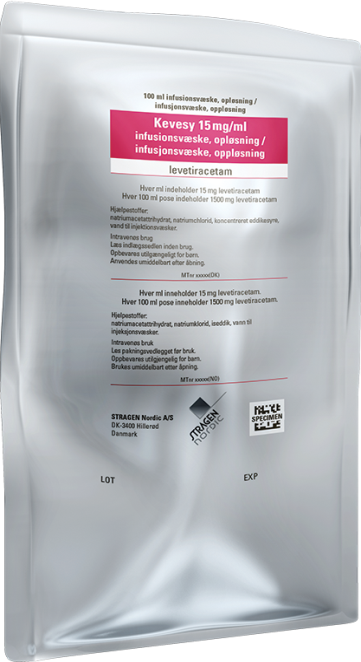 100 ml infusionsvæske, opløsning /
infusjonsvæske, oppløsning
Kevesy 15 mg/ml
infusionsvæske, opløsning /
infusjonsvæske, oppløsning
levetiracetam
Hver ml indeholder 15 mg levetiracetam
Hver 100 ml pose indeholder 1500 mg levetiracetam.
Hjælpestoffer:
natriumacetattrihydrat, natriumchlorid, koncentreret eddikesyre,
vand til injektionsvæsker.
Intravenøs brug
Læs indlægssedlen inden brug.
Opbevares utilgængeligt for børn.
Anvendes umiddelbart efter åbning.
MTnr xxxxx(DK)
Hver ml inneholder 15 mg levetiracetam.
Hver 100 ml pose inneholder 1500 mg levetiracetam.
Hjelpestoffer:
natriumacetattrihydrat, natriumklorid, iseddik, vann til
injeksjonsvæsker.
Intravenøs bruk
Les pakningsvedlegget før bruk.
Oppbevares utilgjengelig for barn.
Brukes umiddelbart etter åpning.
MTnr xxxxx(NO)
STRAGEN Nordic A/S
DK-3400 Hillerød
Danmark
STRAGEN
nordic
SPECIMEN
LOT
EXP